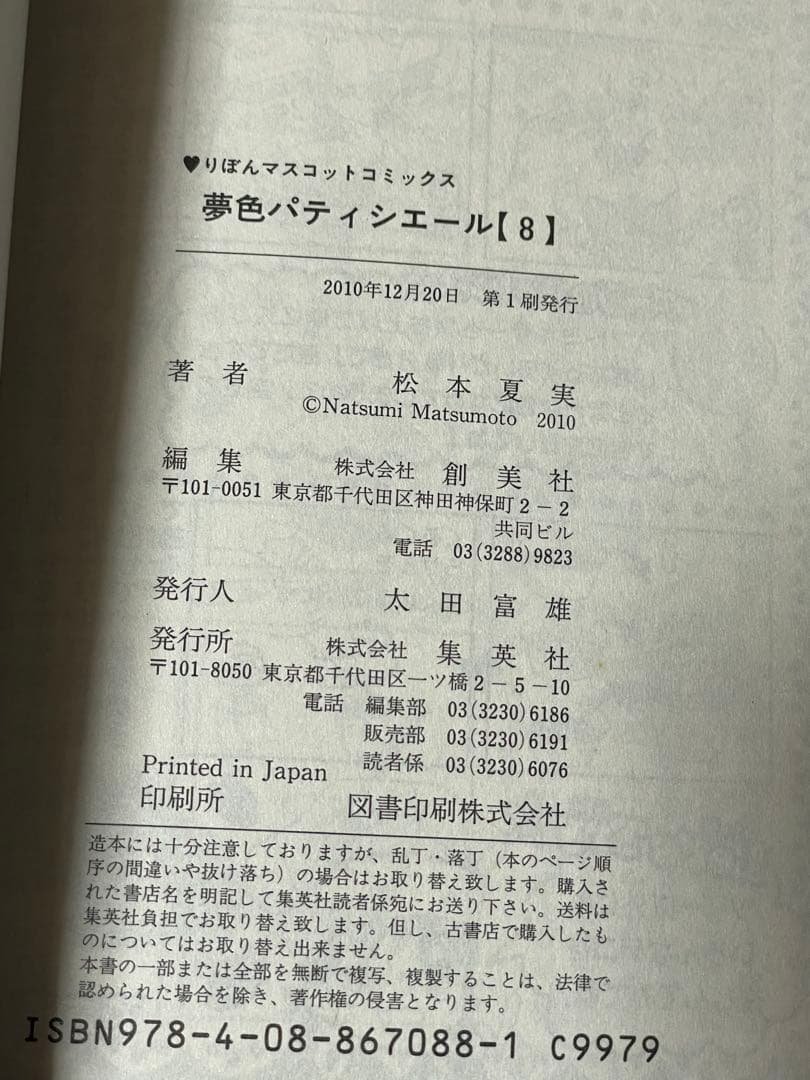 ♥りぼんマスコットコミックス
夢色パティシエール【8】
2010年12月20日 第1刷発行
著者 松本夏実
©Natsumi Matsumoto 2010
編集 株式会社 創美社
〒101-0051 東京都千代田区神田神保町2-2
共同ビル
電話 03(3288)9823
発行人 太田富雄
発行所 株式会社 集英社
〒101-8050 東京都千代田区一ツ橋2-5-10
電話 編集部 03(3230)6186
販売部 03(3230)6191
読者係 03(3230)6076
Printed in Japan
印刷所 図書印刷株式会社
造本には十分注意しておりますが、乱丁・落丁（本のページ順
序の間違いや抜け落ち）の場合はお取り替え致します。購入さ
れた書店名を明記して集英社読者係宛にお送り下さい。送料は
集英社負担でお取り替え致します。但し、古書店で購入したも
のについてはお取り替え出来ません。
本書の一部または全部を無断で複写、複製することは、法律で
認められた場合を除き、著作権の侵害となります。
ISBN978-4-08-867088-1 C9979